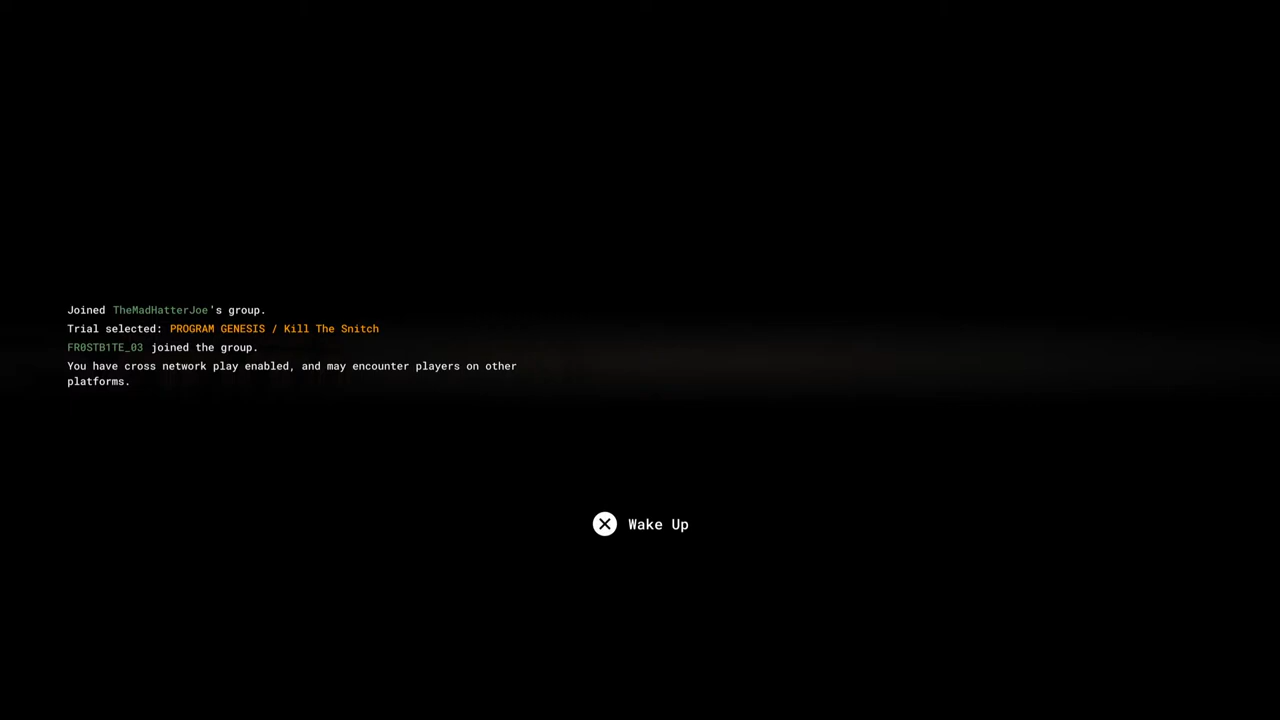 Joined TheMadHatterJoe's group.
Trial selected: PROGRAM GENESIS / Kill The Snitch
FR0STB1TE_03 joined the group.
You have cross network play enabled, and may encounter players on other
platforms.
Wake Up